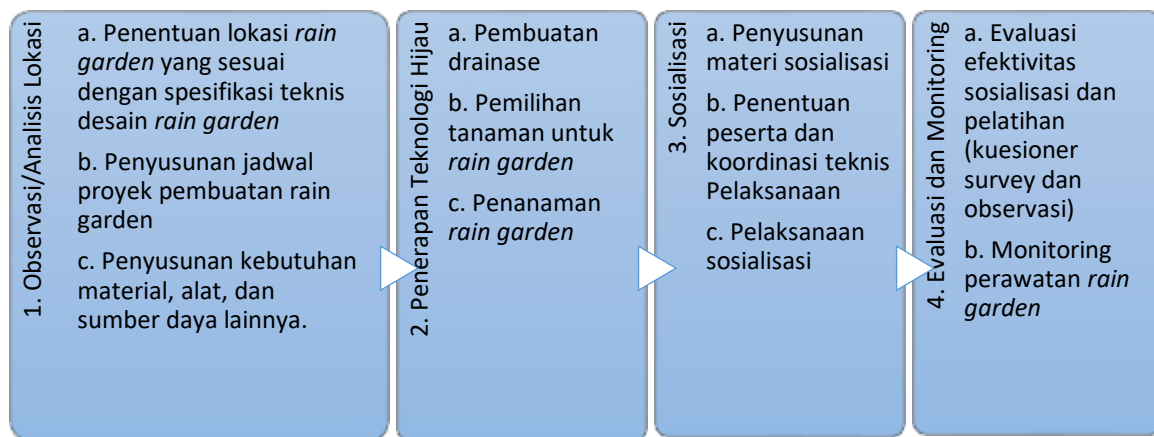 1. Observasi/Analisis Lokasi
a. Penentuan lokasi rain
garden yang sesuai
dengan spesifikasi teknis
desain rain garden
b. Penyusunan jadwal
proyek pembuatan rain
garden
c. Penyusunan kebutuhan
material, alat, dan
sumber daya lainnya.
2. Penerapan Teknologi Hijau
a. Pembuatan
drainase
b. Pemilihan
tanaman untuk
rain garden
c. Penanaman
rain garden
3. Sosialisasi
a. Penyusunan
materi sosialisasi
b. Penentuan
peserta dan
koordinasi teknis
Pelaksanaan
c. Pelaksanaan
sosialisasi
4. Evaluasi dan Monitoring
a. Evaluasi
efektivitas
sosialisasi dan
pelatihan
(kuesioner
survey dan
observasi)
b. Monitoring
perawatan rain
garden